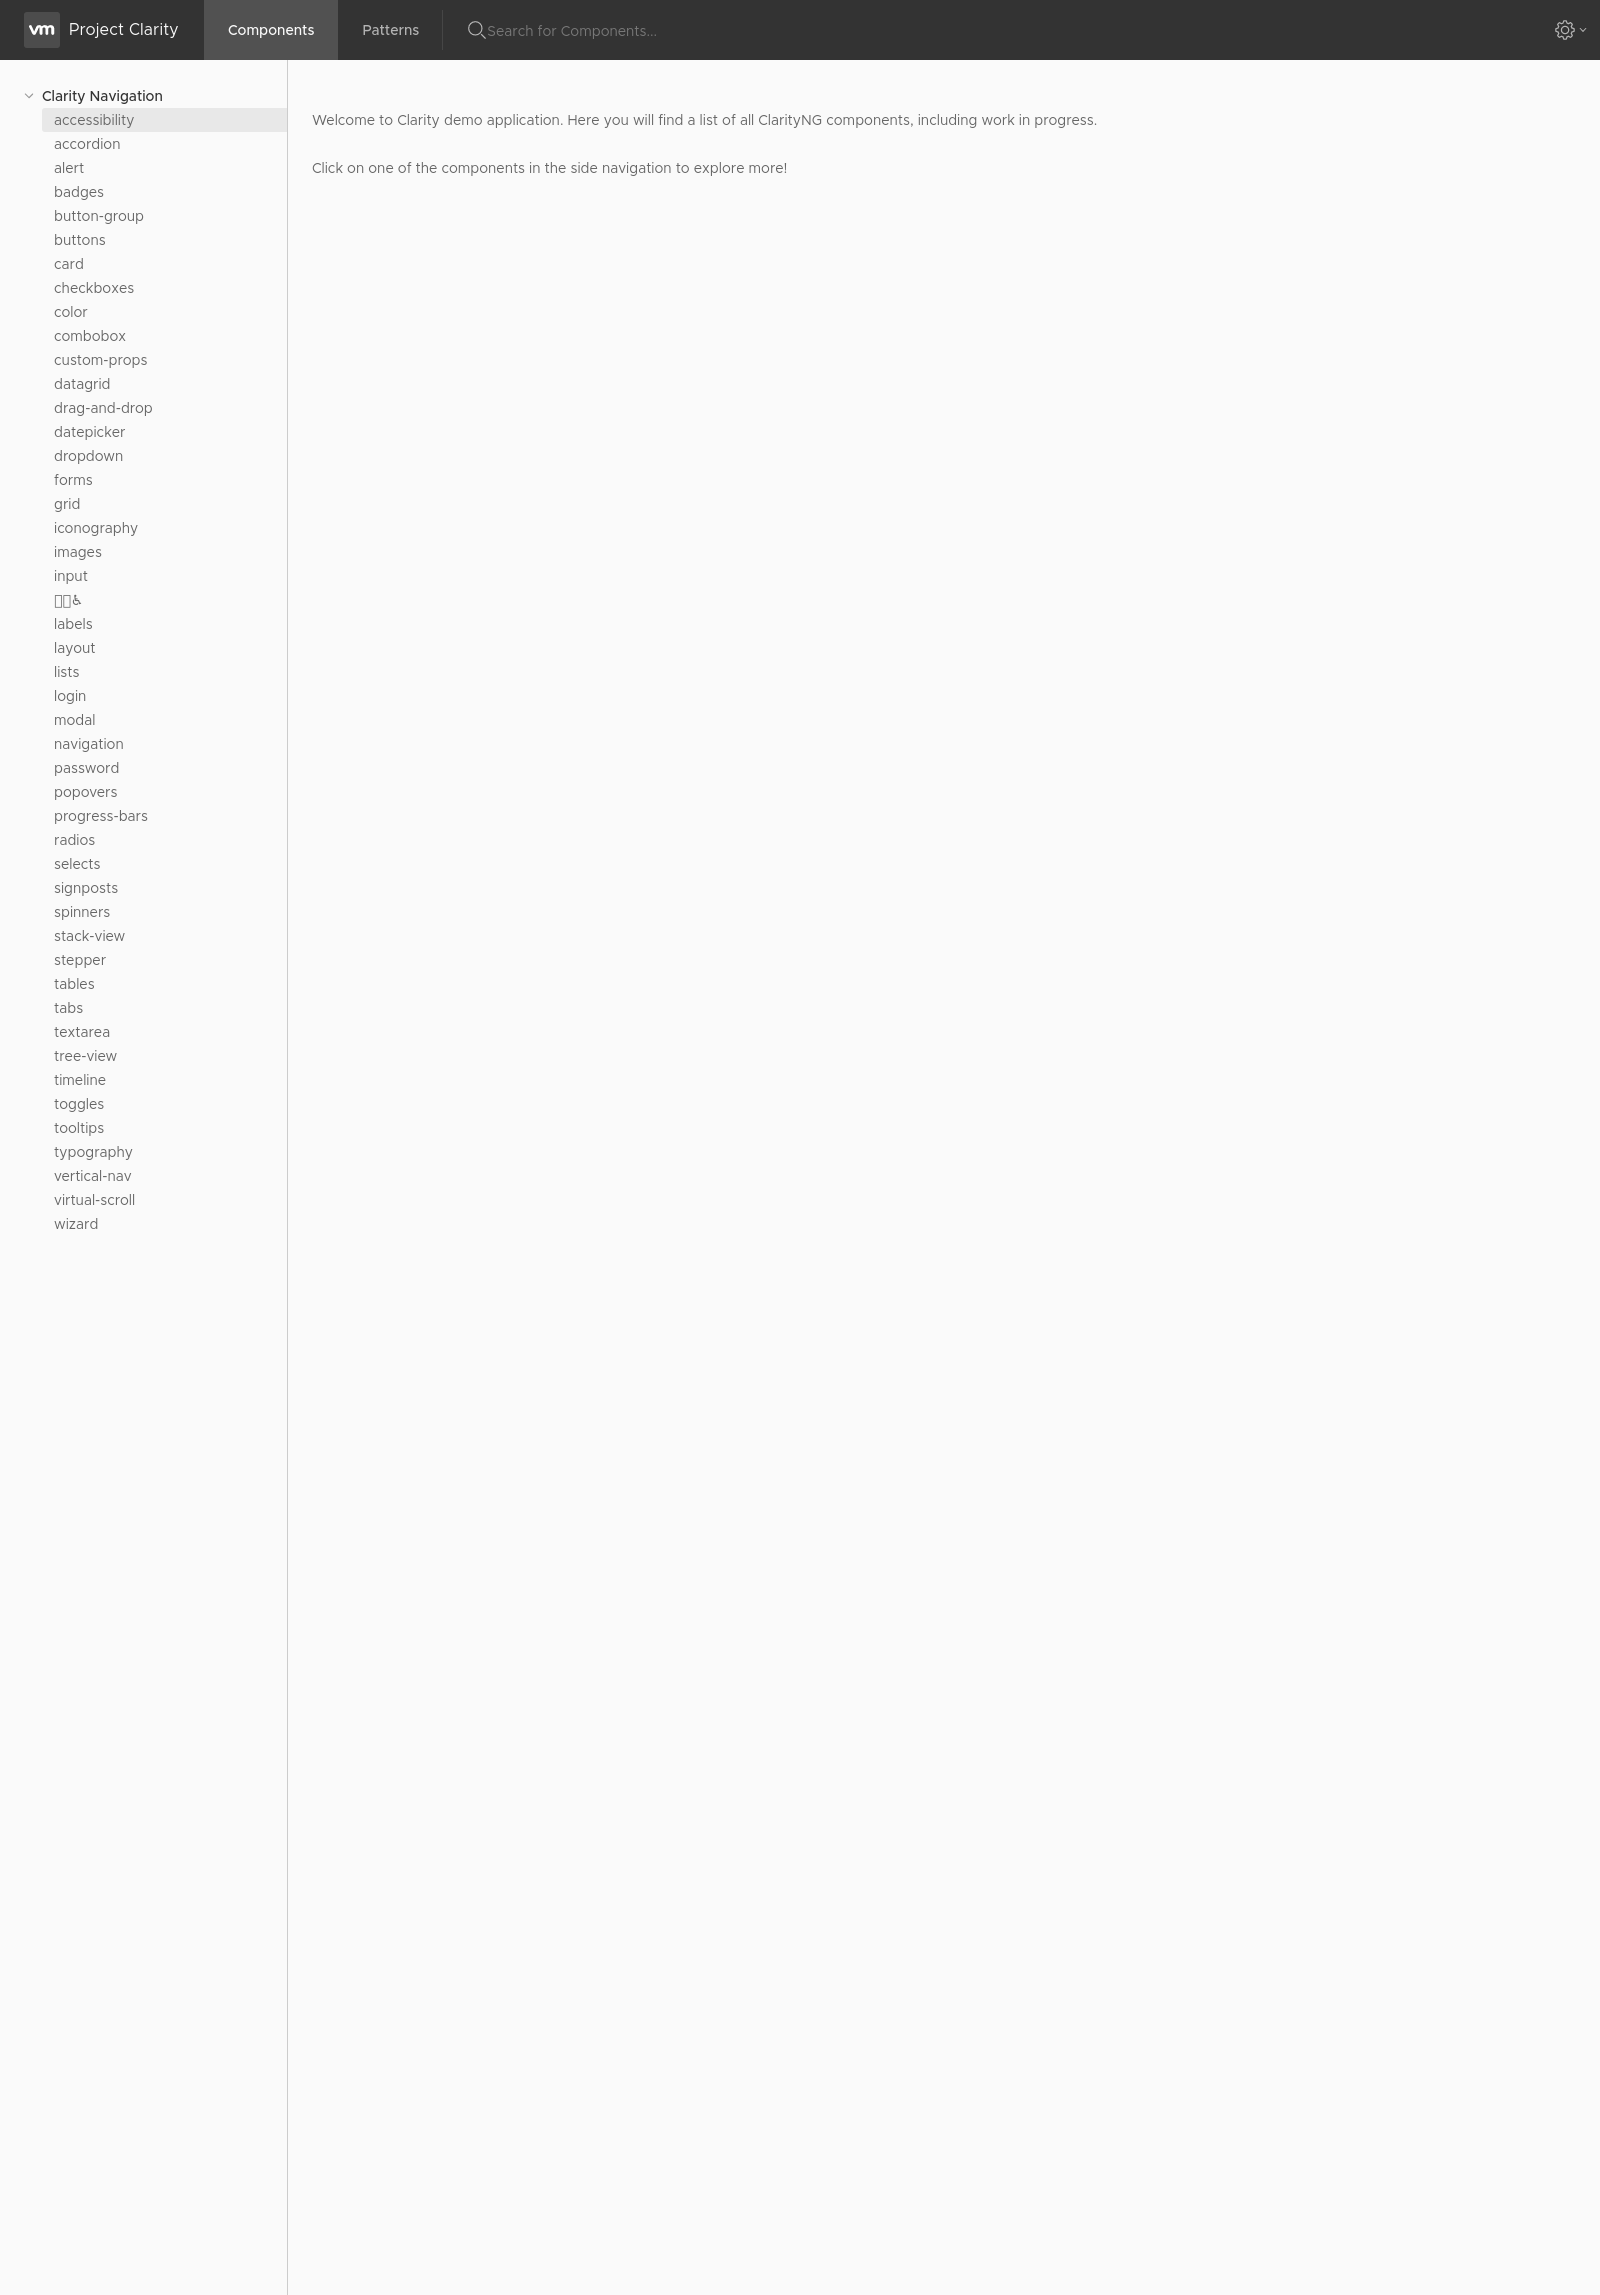 vm Project Clarity Components Patterns Search for Components...
Clarity Navigation
accessibility
Welcome to Clarity demo application. Here you will find a list of all ClarityNG components, including work in progress.
accordion
alert
Click on one of the components in the side navigation to explore more!
badges
button-group
buttons
card
checkboxes
color
combobox
custom-props
datagrid
drag-and-drop
datepicker
dropdown
forms
grid
iconography
images
input
♿
labels
layout
lists
login
modal
navigation
password
popovers
progress-bars
radios
selects
signposts
spinners
stack-view
stepper
tables
tabs
textarea
tree-view
timeline
toggles
tooltips
typography
vertical-nav
virtual-scroll
wizard